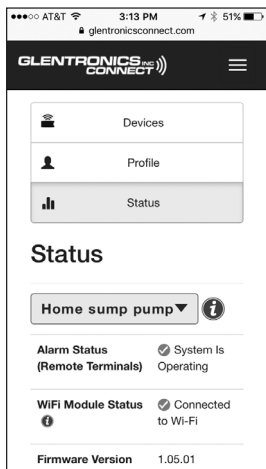 AT&T 3:13 PM 51%
glentronicsconnect.com
GLENTRONICS INC
CONNECT
Devices
Profile
Status
Status
Home sump pump
Alarm Status
(Remote Terminals)
System Is
Operating
WiFi Module Status
Connected
to Wi-Fi
Firmware Version 1.05.01